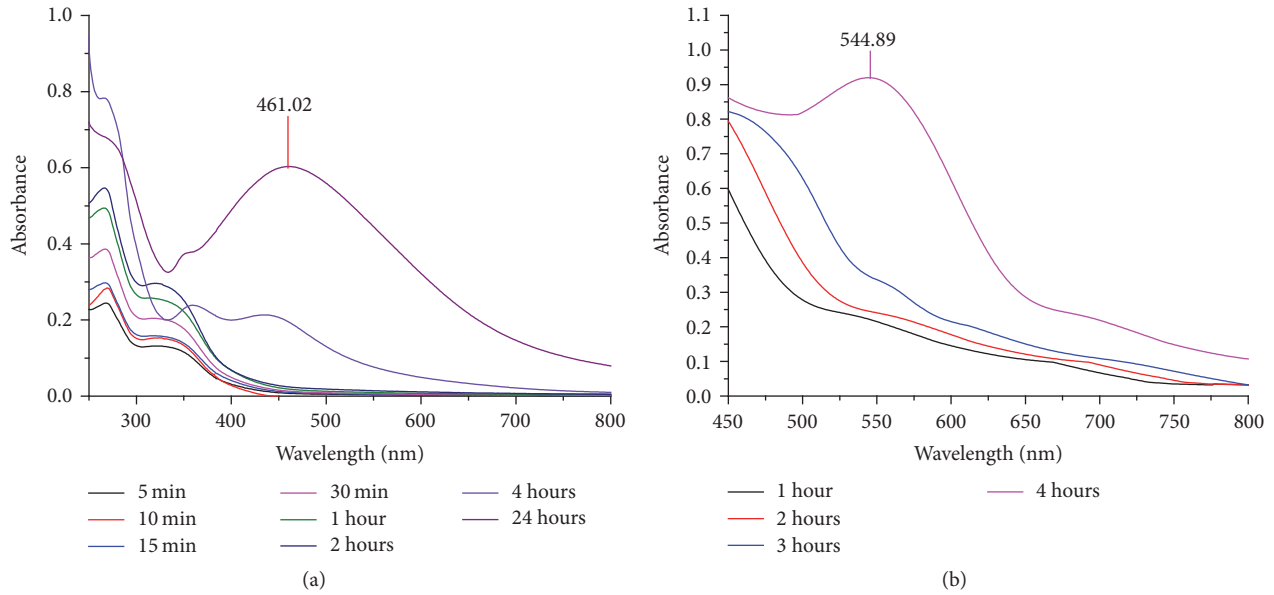 1.0
0.8
0.6
0.4
0.2
0.0
Absorbance
461.02
300 400 500 600 700 800
Wavelength (nm)
5 min
10 min
15 min
30 min
1 hour
2 hours
4 hours
24 hours
(a)
1.1
1.0
0.9
0.8
0.7
0.6
0.5
0.4
0.3
0.2
0.1
0.0
Absorbance
544.89
450 500 550 600 650 700 750 800
Wavelength (nm)
1 hour
2 hours
3 hours
4 hours
(b)